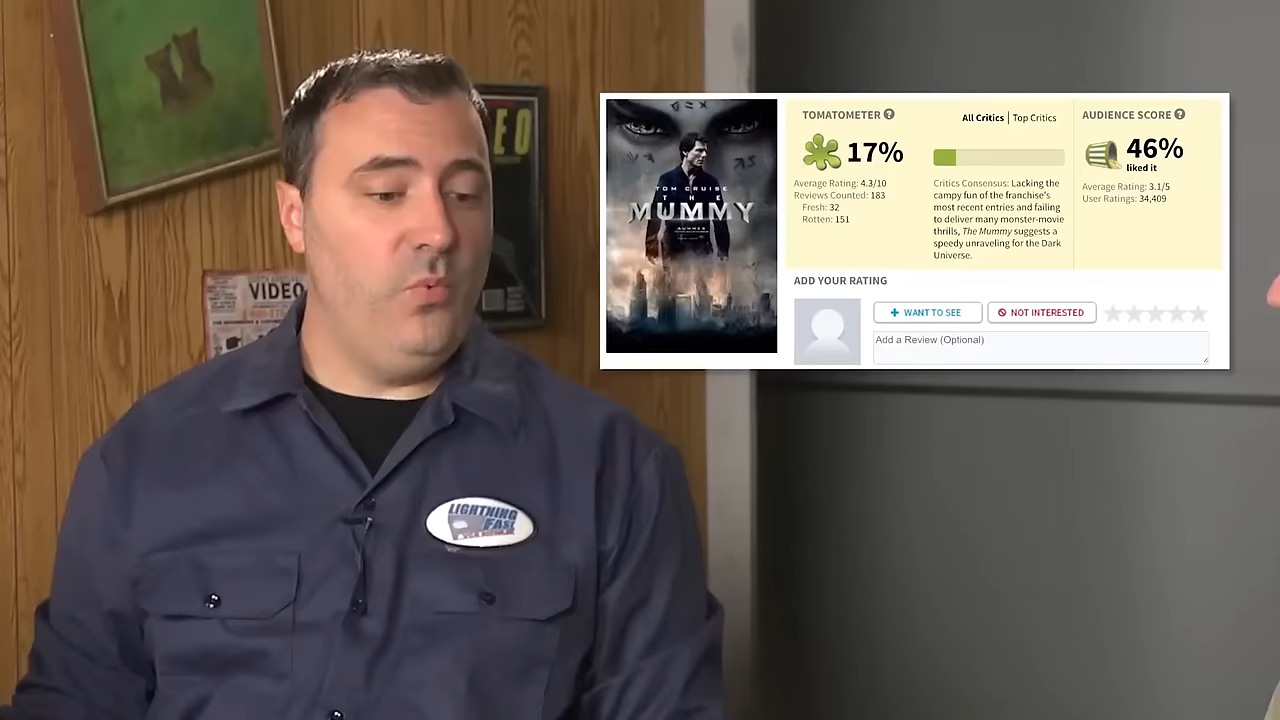 EO
VIDEO
LIGHTNING
FAST
TOM CRUISE
THE
MUMMY
SUMMER
TOMATOMETER
17%
Average Rating: 4.3/10
Reviews Counted: 183
Fresh: 32
Rotten: 151
All Critics | Top Critics
Critics Consensus: Lacking the
campy fun of the franchise's
most recent entries and failing
to deliver many monster-movie
thrills, The Mummy suggests a
speedy unraveling for the Dark
Universe.
AUDIENCE SCORE
46%
liked it
Average Rating: 3.1/5
User Ratings: 34,409
ADD YOUR RATING
WANT TO SEE
NOT INTERESTED
Add a Review (Optional)